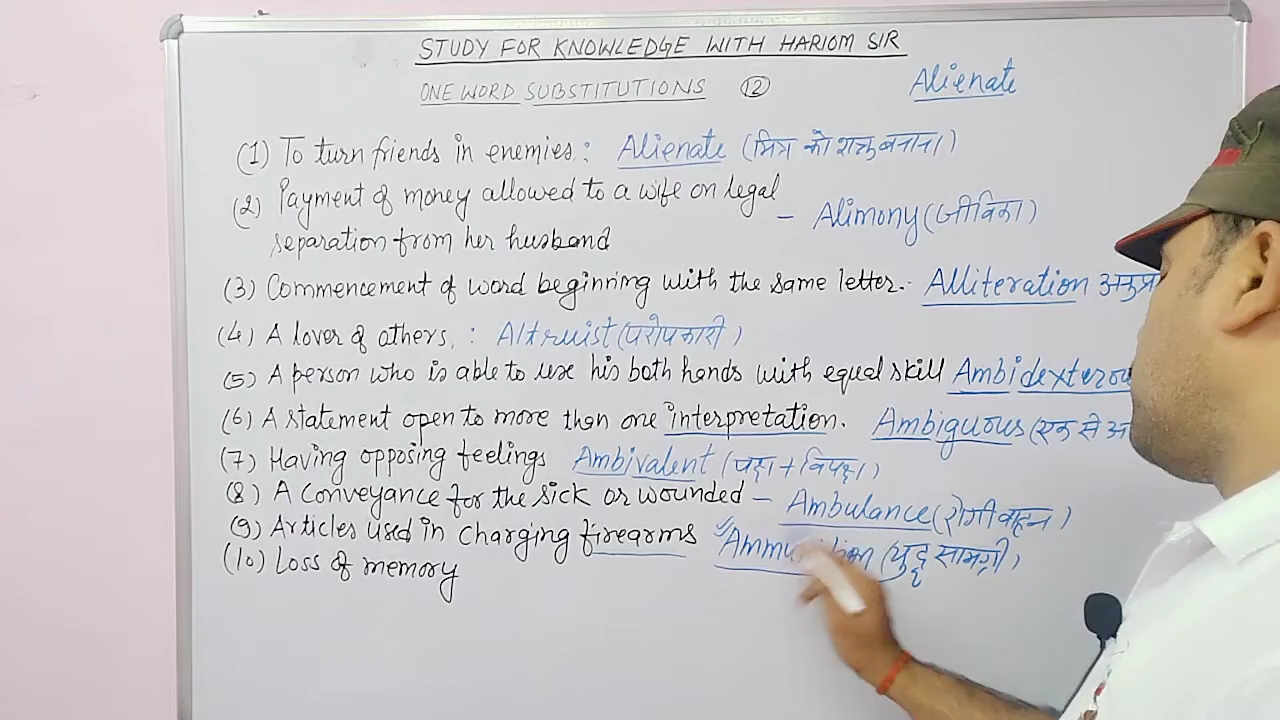 STUDY FOR KNOWLEDGE WITH HARIOM SIR
ONE WORD SUBSTITUTIONS (12)
Alienate
(1) To turn friends in enemies: Alienate (मित्र को शत्रु बनाना)
(2) Payment of money allowed to a wife on legal
separation from her husband - Alimony (जीविका)
(3) Commencement of word beginning with the same letter.- Alliteration
(4) A lover of others, : Altruist (परोपकारी)
(5) A person who is able to use his both hands with equal skill
(6) A statement open to more than one interpretation. Ambiguous (एक से
(7) Having opposing feelings Ambivalent (पक्ष + विपक्ष)
(8) A Conveyance for the sick or wounded - Ambulance (रोगी वाहन)
(9) Articles used in charging firearms Ammunition (युद्ध सामग्री)
(10) Loss of memory